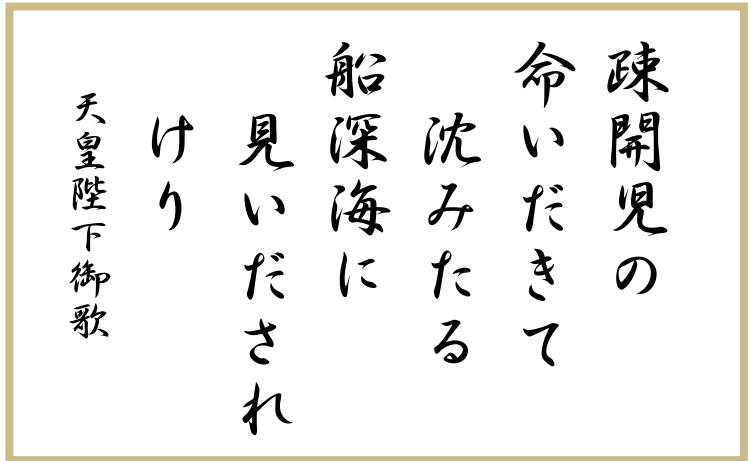 疎開児の
命いだきて
沈みたる
船深海に
見いだされ
けり
天皇陛下御歌